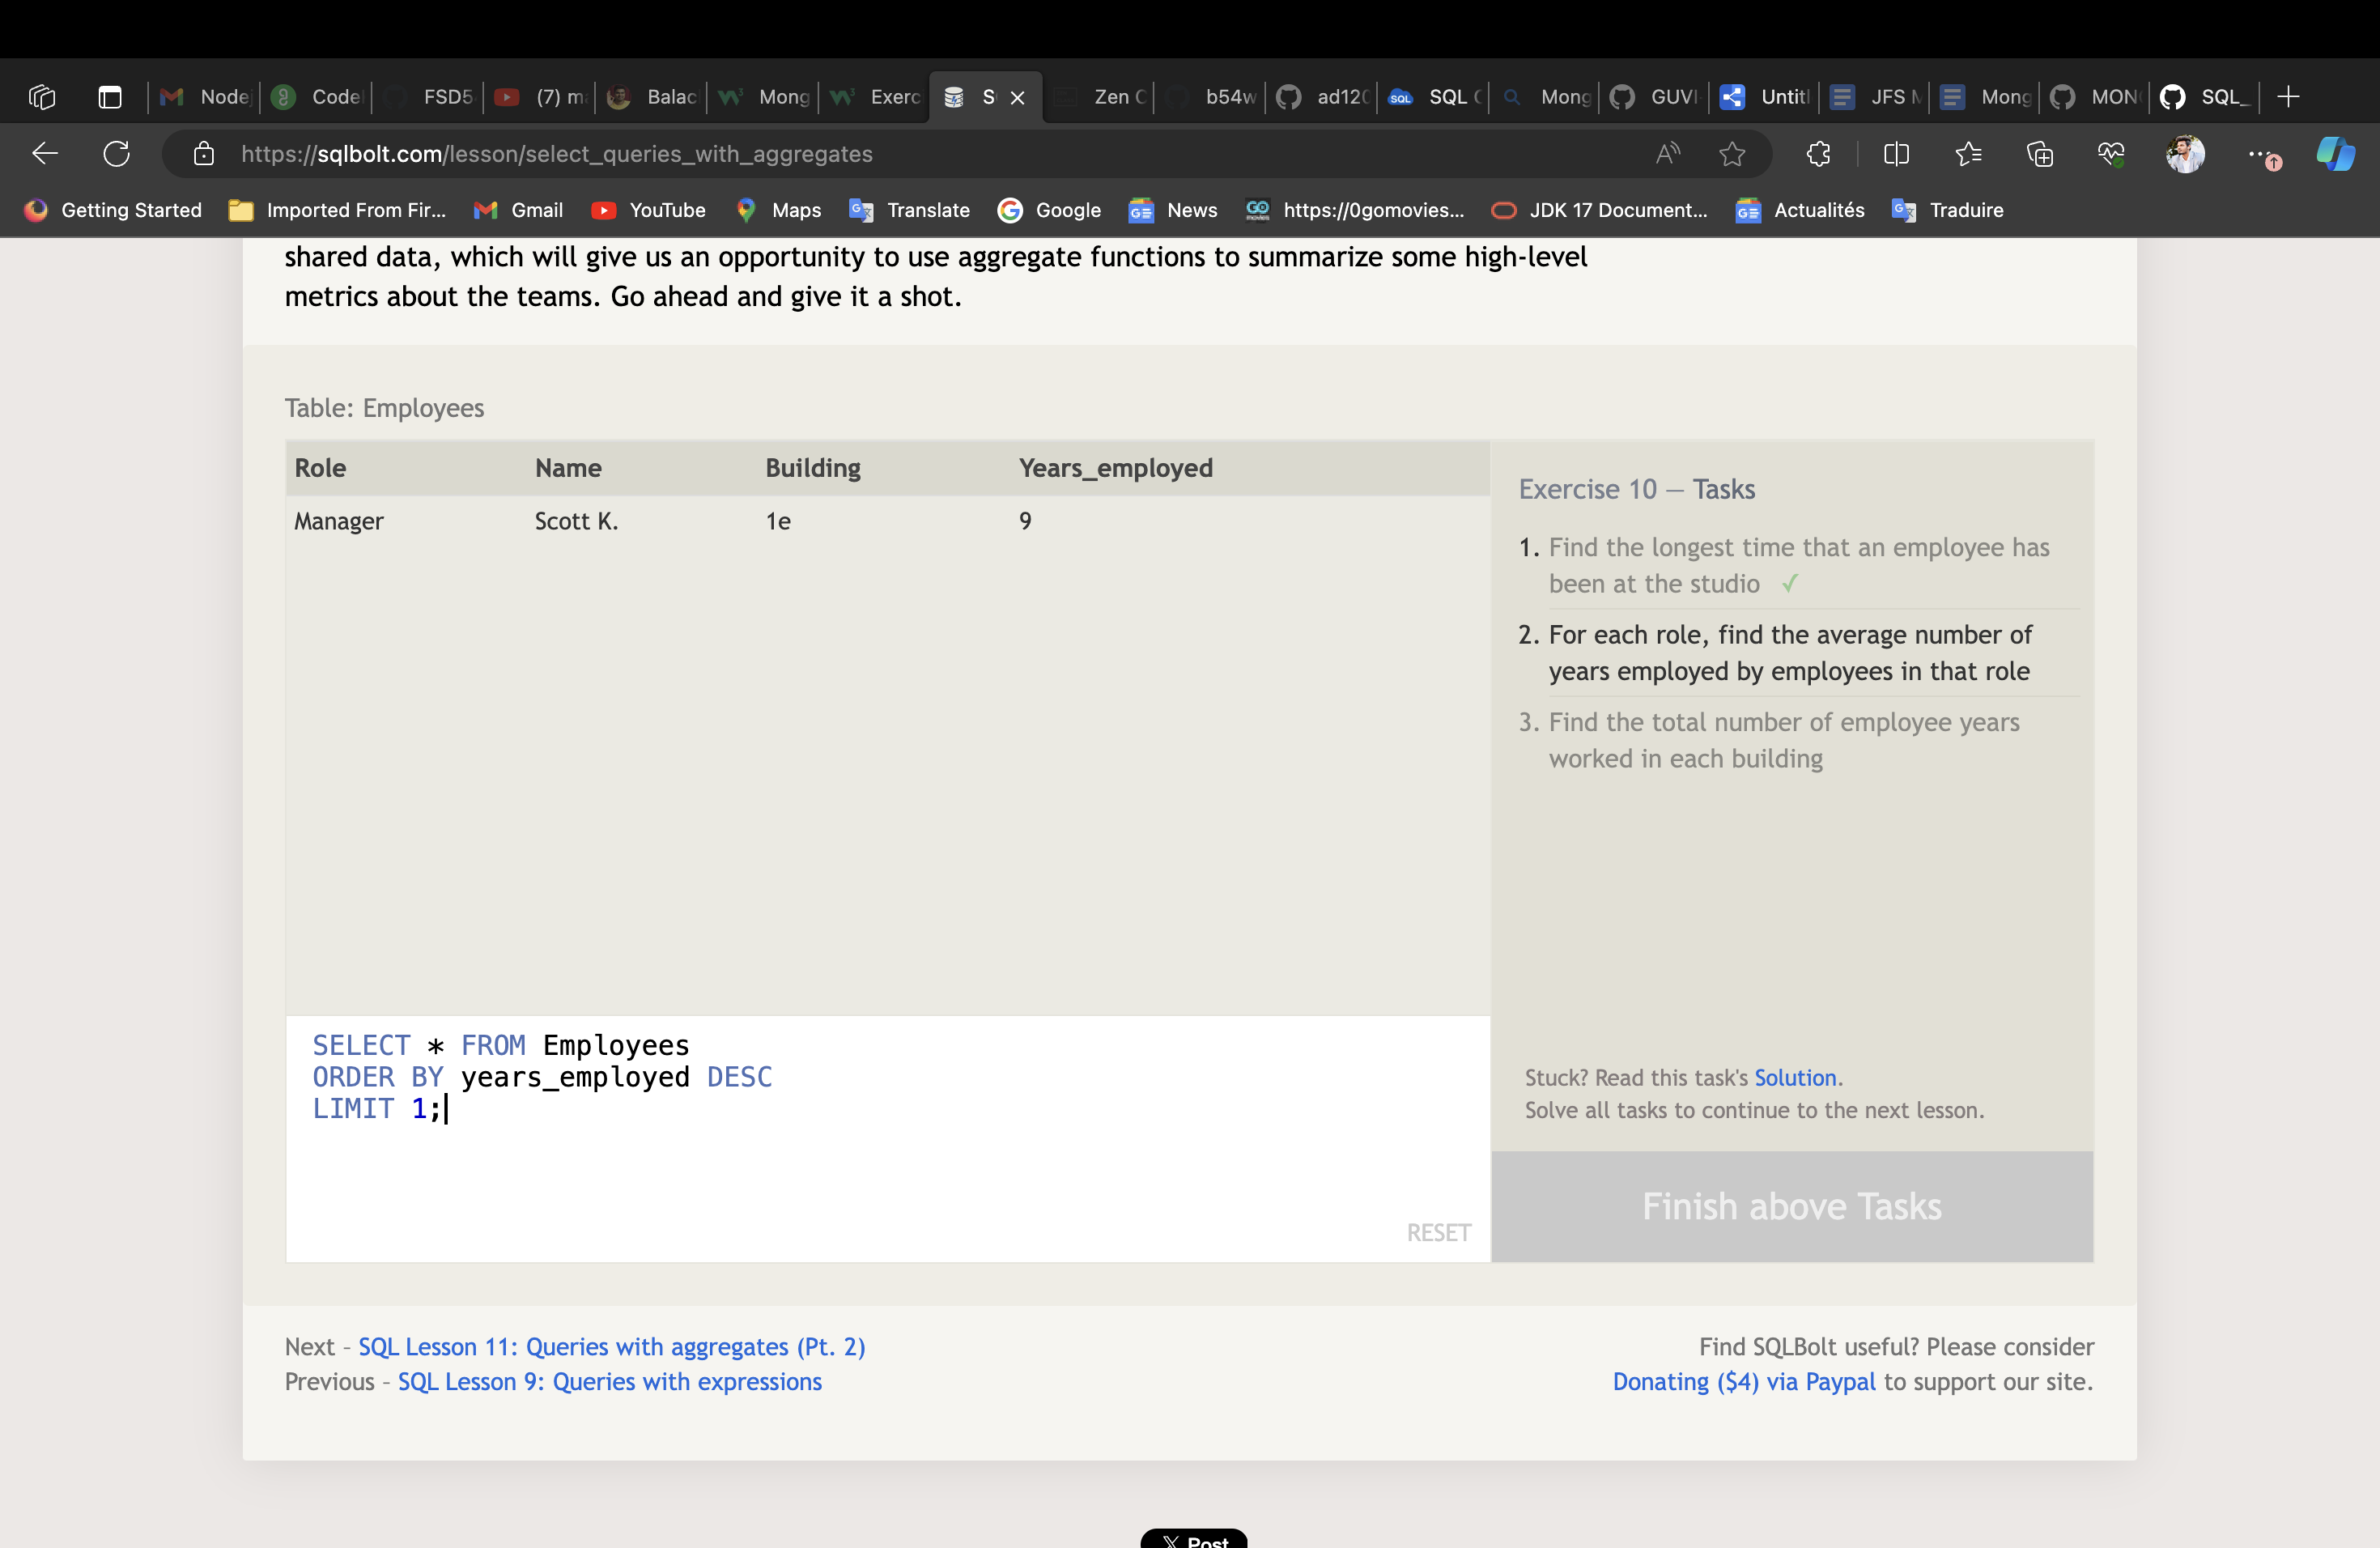 Node
Code
FSD5
(7) m
Balac
Mong
Exerc
S
Zen C
b54w
ad120
SQL
Mong
GUVI
Untitl
JFS M
Mong
MON
SQL_
https://sqlbolt.com/lesson/select_queries_with_aggregates
Getting Started
Imported From Fir...
Gmail
YouTube
Maps
Translate
Google
News
https://0gomovies...
JDK 17 Document...
Actualités
Traduire
shared data, which will give us an opportunity to use aggregate functions to summarize some high-level
metrics about the teams. Go ahead and give it a shot.
Table: Employees
Role Name Building Years_employed
Manager Scott K. 1e 9
SELECT * FROM Employees
ORDER BY years_employed DESC
LIMIT 1;
RESET
Exercise 10 — Tasks
1. Find the longest time that an employee has
been at the studio ✓
2. For each role, find the average number of
years employed by employees in that role
3. Find the total number of employee years
worked in each building
Stuck? Read this task's Solution.
Solve all tasks to continue to the next lesson.
Finish above Tasks
Next – SQL Lesson 11: Queries with aggregates (Pt. 2)
Previous – SQL Lesson 9: Queries with expressions
Find SQLBolt useful? Please consider
Donating ($4) via Paypal to support our site.
Post